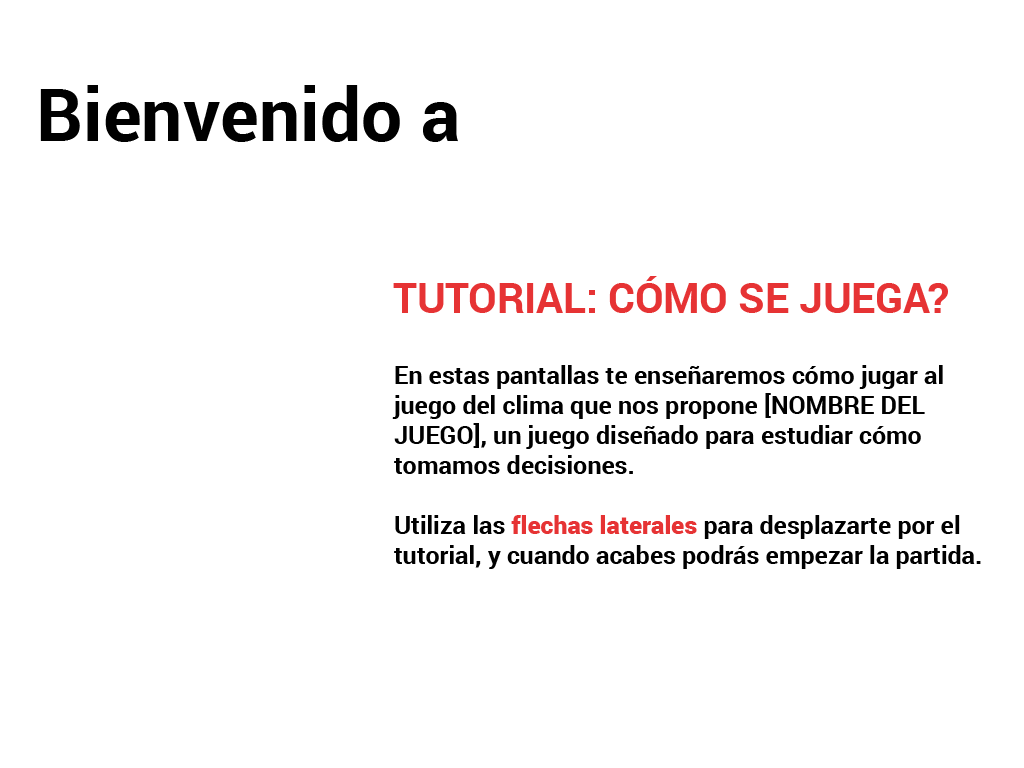 Bienvenido a
TUTORIAL: CÓMO SE JUEGA?
En estas pantallas te enseñaremos cómo jugar al
juego del clima que nos propone [NOMBRE DEL
JUEGO], un juego diseñado para estudiar cómo
tomamos decisiones.
Utiliza las flechas laterales para desplazarte por el
tutorial, y cuando acabes podrás empezar la partida.